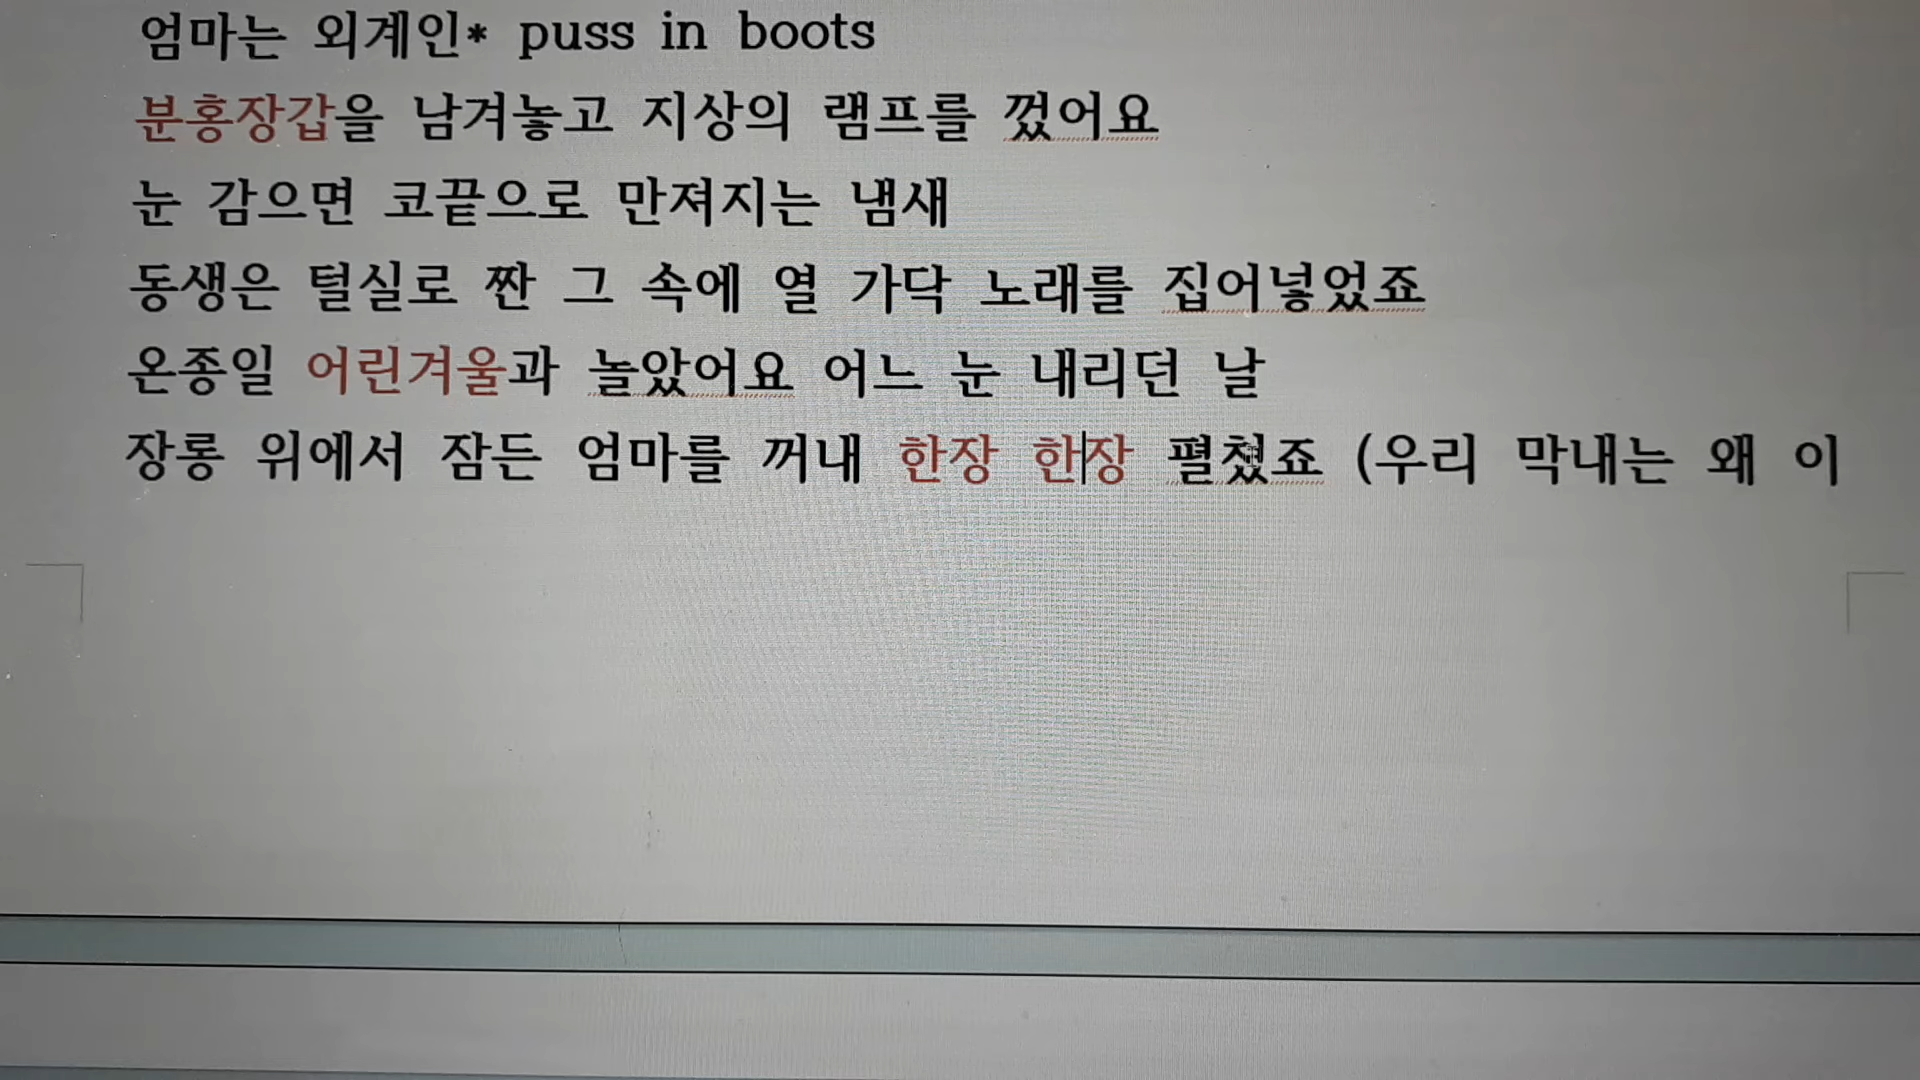 엄마는 외계인* puss in boots
분홍장갑을 남겨놓고 지상의 램프를 껐어요
눈 감으면 코끝으로 만져지는 냄새
동생은 털실로 짠 그 속에 열 가닥 노래를 집어넣었죠
온종일 어린겨울과 놀았어요 어느 눈 내리던 날
장롱 위에서 잠든 엄마를 꺼내 한장 한장 펼쳤죠 (우리 막내는 왜 이